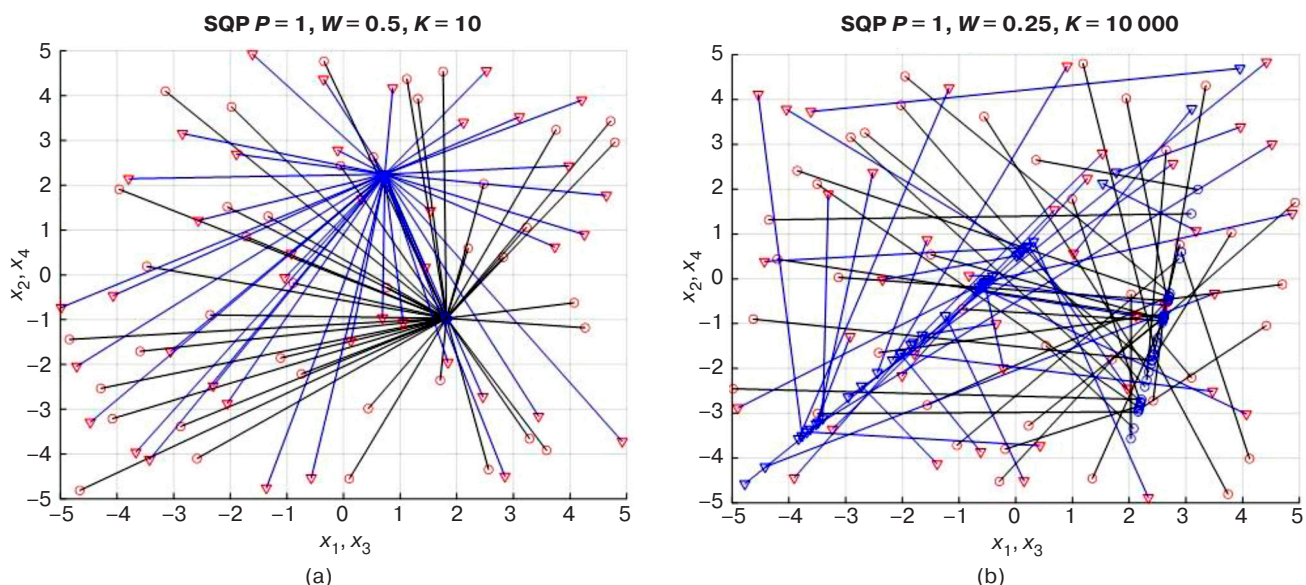 SQP P = 1, W = 0.5, K = 10
5
4
3
2
1
0
−1
−2
−3
−4
−5
x₂, x₄
−5 −4 −3 −2 −1 0 1 2 3 4 5
x₁, x₃
(a)
SQP P = 1, W = 0.25, K = 10 000
5
4
3
2
1
0
−1
−2
−3
−4
−5
x₂, x₄
−5 −4 −3 −2 −1 0 1 2 3 4 5
x₁, x₃
(b)